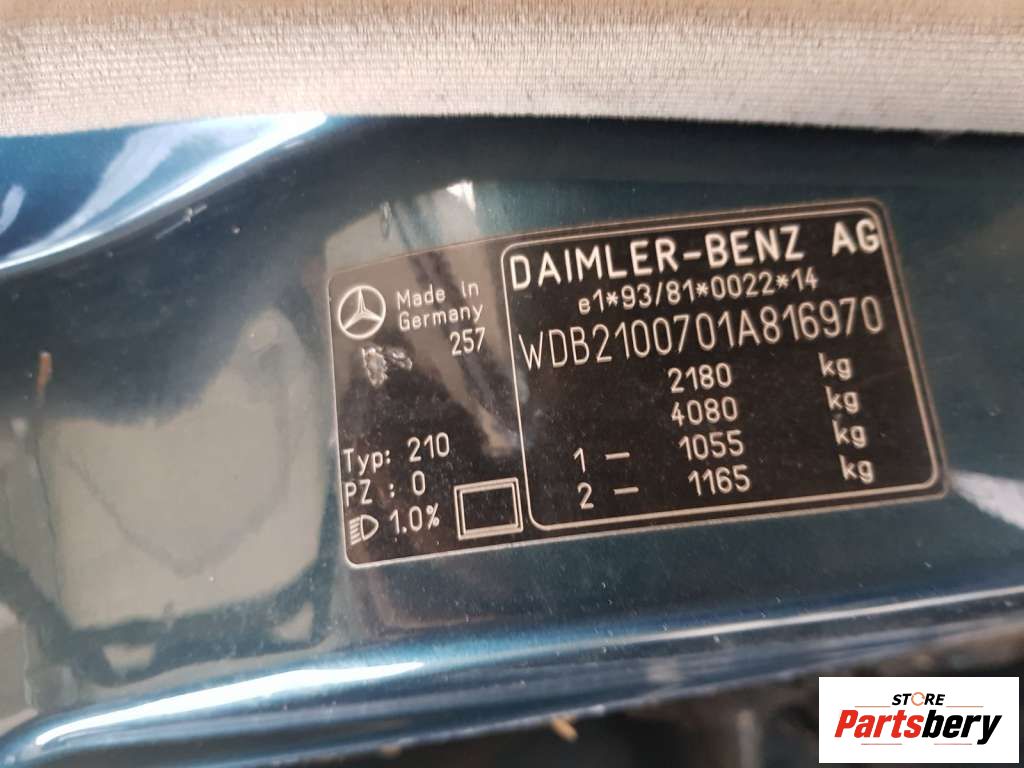 Made in
Germany
257
Typ: 210
PZ : 0
1.0%
DAIMLER-BENZ AG
e1*93/81*0022*14
WDB2100701A816970
2180 kg
4080 kg
1 – 1055 kg
2 – 1165 kg
STORE
Partsbery